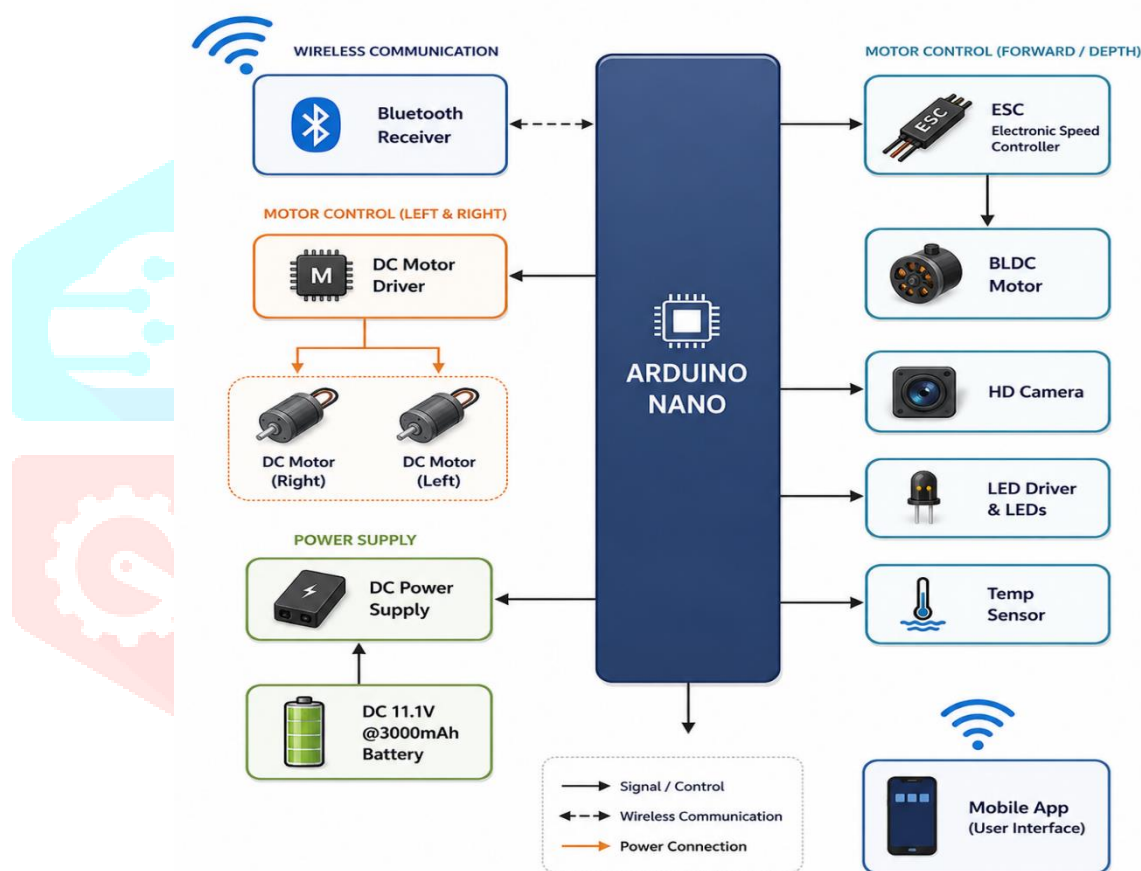 WIRELESS COMMUNICATION
Bluetooth
Receiver
MOTOR CONTROL (LEFT & RIGHT)
M
DC Motor
Driver
DC Motor
(Right)
DC Motor
(Left)
POWER SUPPLY
DC Power
Supply
DC 11.1V
@3000mAh
Battery
ARDUINO
NANO
Signal / Control
Wireless Communication
Power Connection
MOTOR CONTROL (FORWARD / DEPTH)
ESC
ESC
Electronic Speed
Controller
BLDC
Motor
HD Camera
LED Driver
& LEDs
Temp
Sensor
Mobile App
(User Interface)